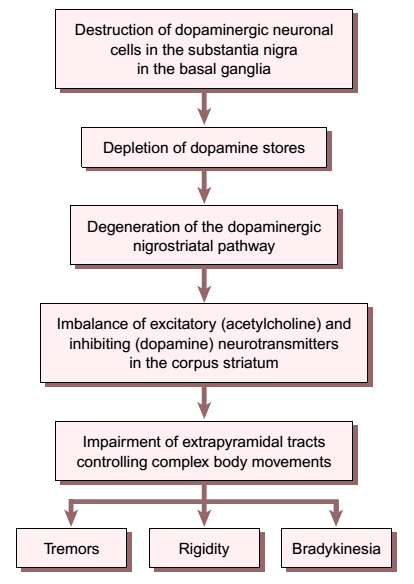 Destruction of dopaminergic neuronal
cells in the substantia nigra
in the basal ganglia
Depletion of dopamine stores
Degeneration of the dopaminergic
nigrostriatal pathway
Imbalance of excitatory (acetylcholine) and
inhibiting (dopamine) neurotransmitters
in the corpus striatum
Impairment of extrapyramidal tracts
controlling complex body movements
Tremors
Rigidity
Bradykinesia